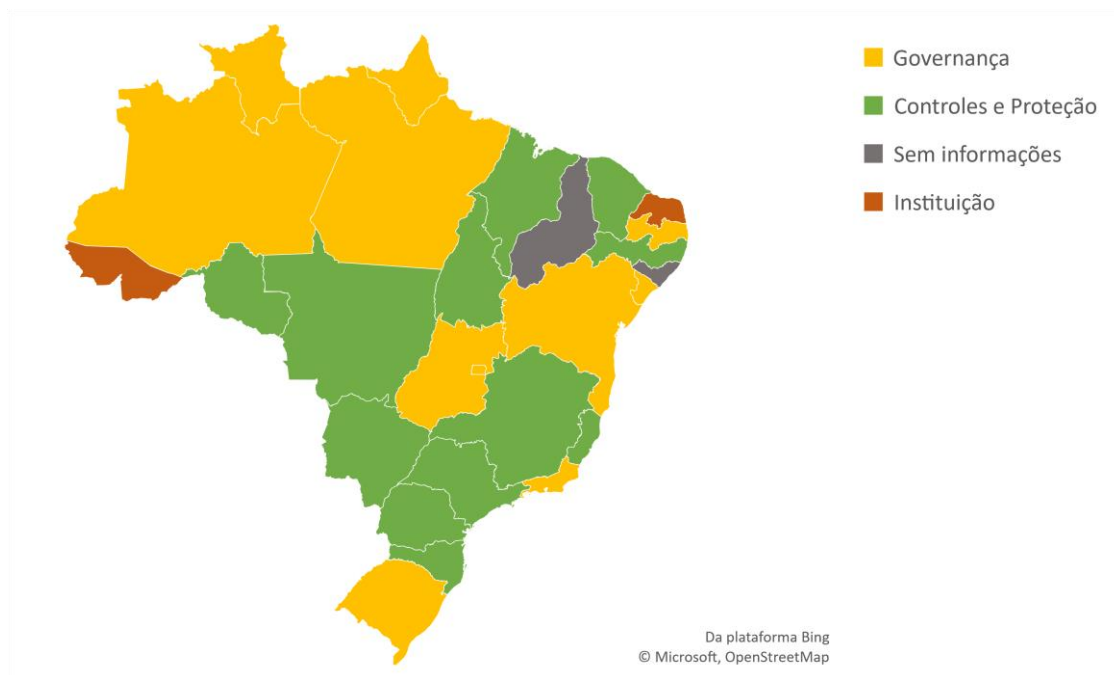 Governança
Controles e Proteção
Sem informações
Instituição
Da plataforma Bing
© Microsoft, OpenStreetMap